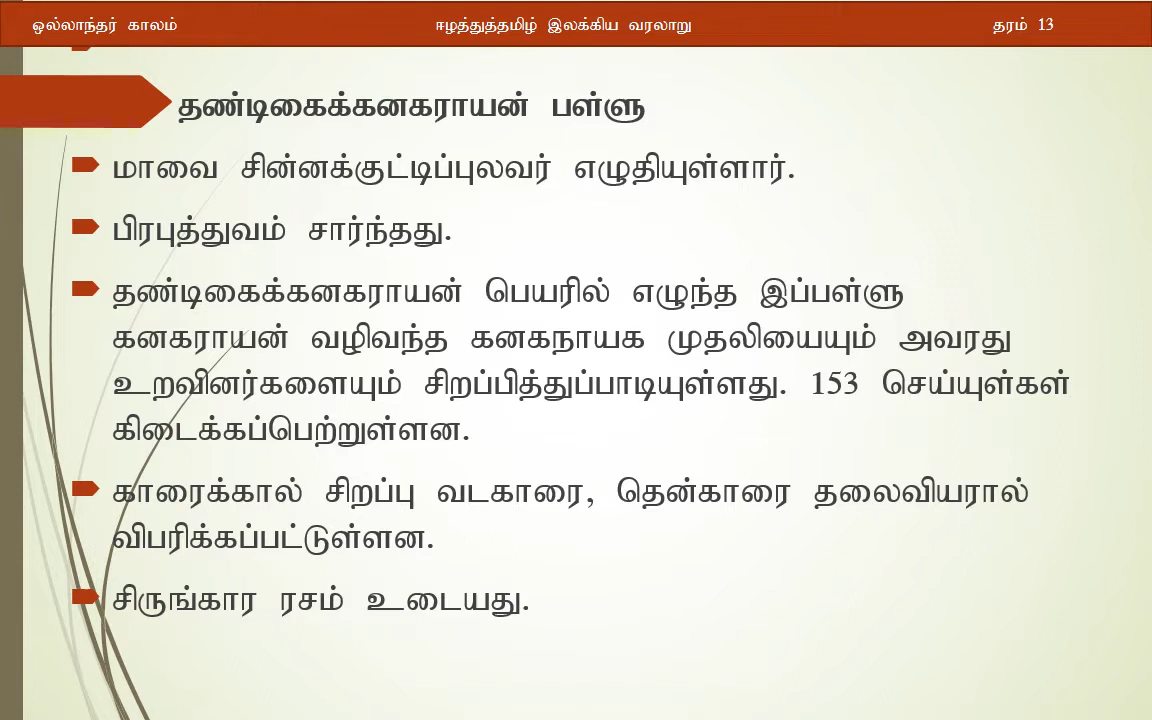 ஒல்லாந்தர் காலம் ஈழத்துத்தமிழ் இலக்கிய வரலாறு தரம் 13
தண்டிகைக்கனகராயன் பள்ளு
மாவை சின்னக்குட்டிப்புலவர் எழுதியுள்ளார்.
பிரபுத்துவம் சார்ந்தது.
தண்டிகைக்கனகராயன் பெயரில் எழுந்த இப்பள்ளு
கனகராயன் வழிவந்த கனகநாயக முதலியையும் அவரது
உறவினர்களையும் சிறப்பித்துப்பாடியுள்ளது. 153 செய்யுள்கள்
கிடைக்கப்பெற்றுள்ளன.
காரைக்கால் சிறப்பு வடகாரை, தென்காரை தலைவியரால்
விபரிக்கப்பட்டுள்ளன.
சிருங்கார ரசம் உடையது.